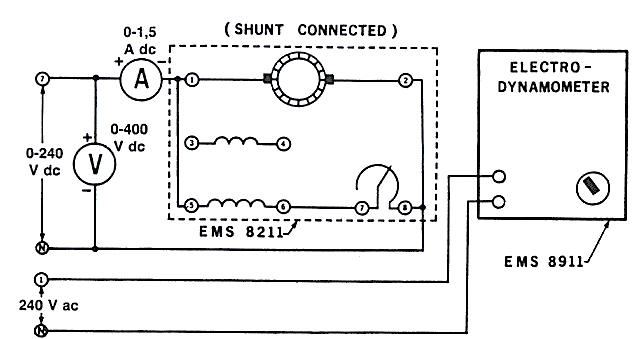 ( SHUNT CONNECTED )
0-1,5
A dc
+
A
−
7
1
2
ELECTRO-
DYNAMOMETER
0-400
V dc
+
V
−
0-240
V dc
3
4
5
6
7
8
EMS 8211
N
EMS 8911
1
240 V ac
N